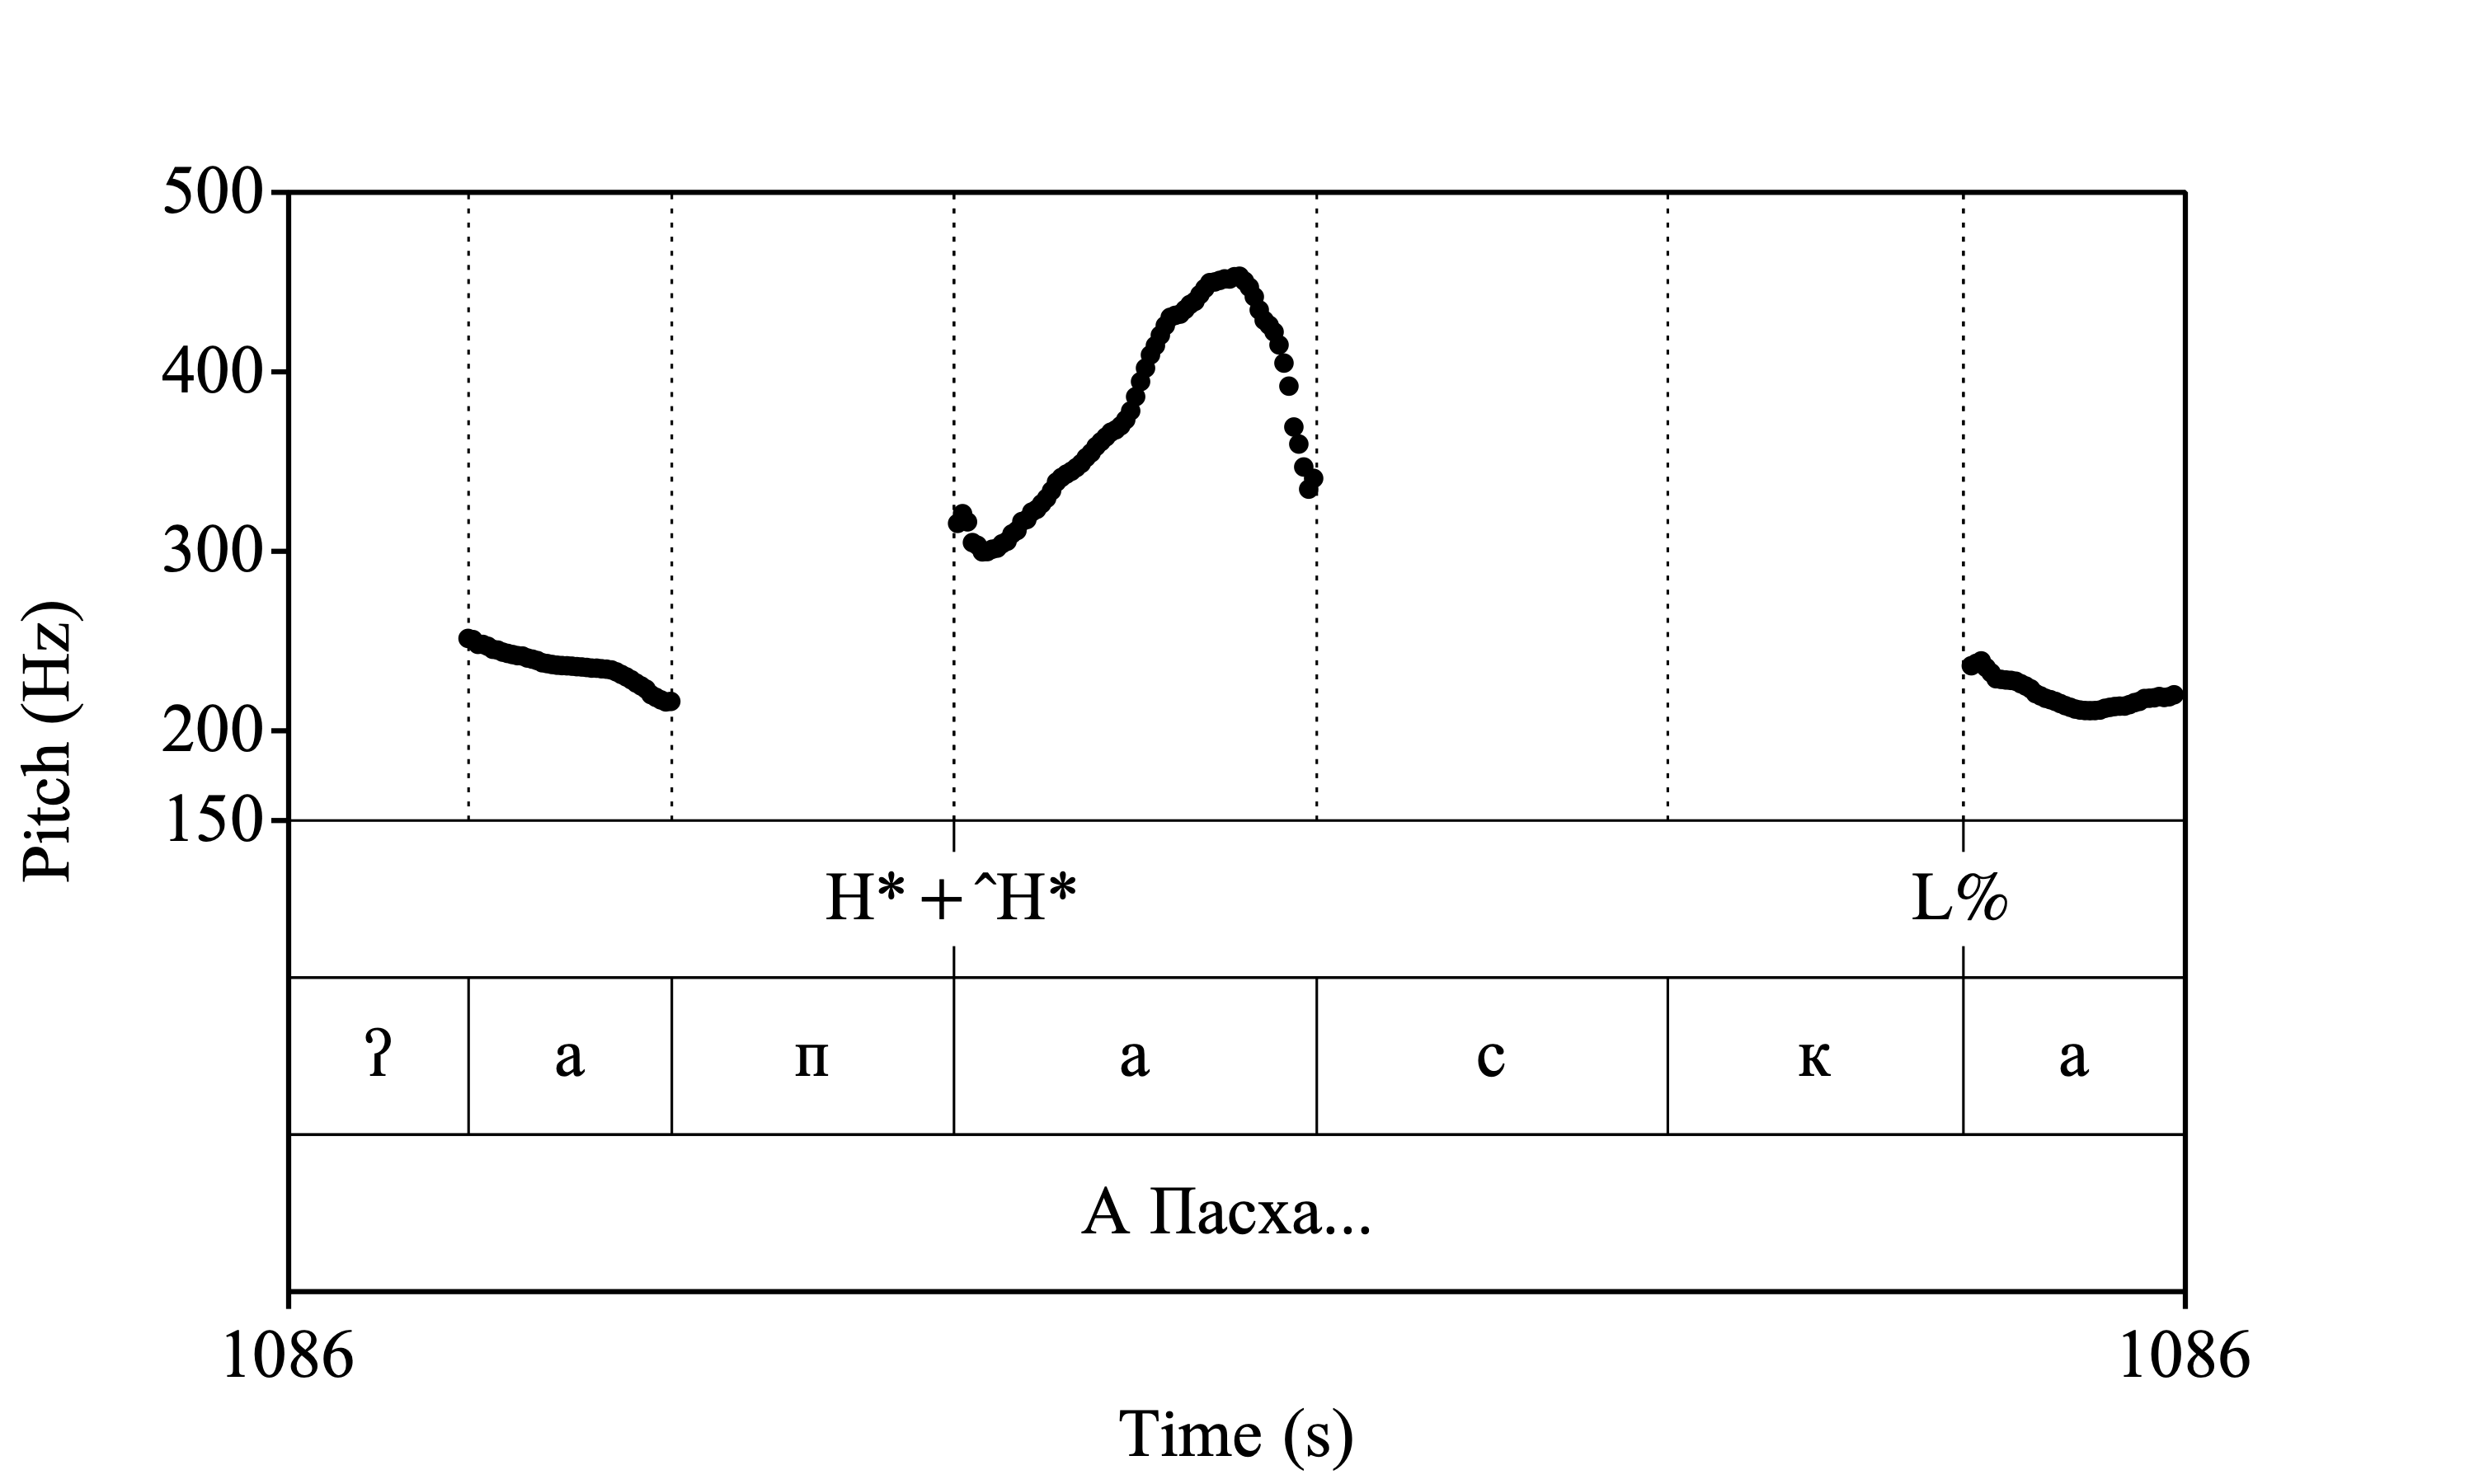 500
400
300
200
150
Pitch (Hz)
H*+^H* L%
ʔ а п а с к а
А Пасха...
1086 1086
Time (s)